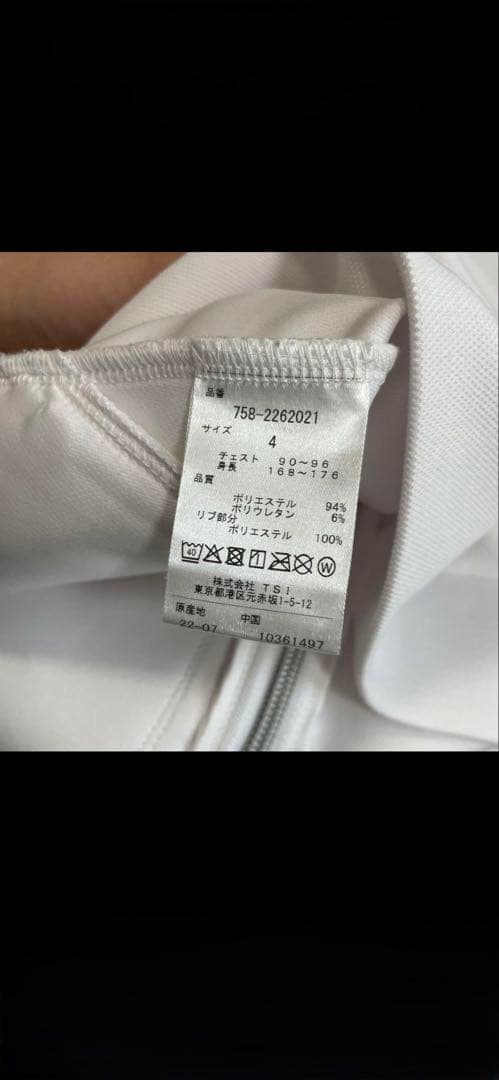 品番
758-2262021
サイズ
4
チェスト 90～96
身長 168～176
品質
ポリエステル 94%
ポリウレタン 6%
リブ部分
ポリエステル 100%
40 W
株式会社 TSI
東京都港区元赤坂1-5-12
原産地 中国
22-07 10361497